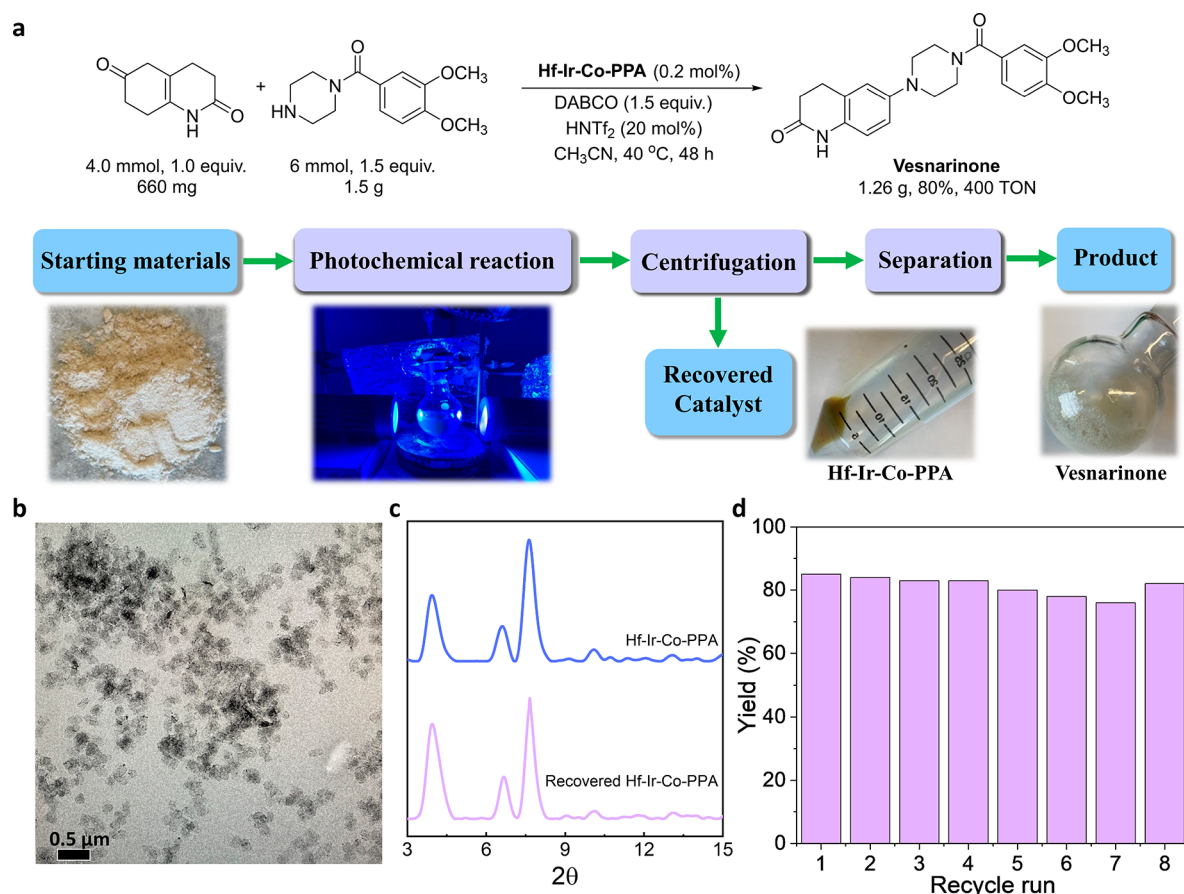 a
O
N
H
O
+
HN
N
O
OCH3
OCH3
4.0 mmol, 1.0 equiv.
660 mg
6 mmol, 1.5 equiv.
1.5 g
Hf-Ir-Co-PPA (0.2 mol%)
DABCO (1.5 equiv.)
HNTf₂ (20 mol%)
CH₃CN, 40 °C, 48 h
O
N
H
N
N
O
OCH₃
OCH₃
Vesnarinone
1.26 g, 80%, 400 TON
Starting materials
Photochemical reaction
Centrifugation
Separation
Product
Recovered
Catalyst
Hf-Ir-Co-PPA
Vesnarinone
b
0.5 µm
c
Hf-Ir-Co-PPA
Recovered Hf-Ir-Co-PPA
3 6 9 12 15
2θ
d
100
80
60
40
20
0
Yield (%)
1 2 3 4 5 6 7 8
Recycle run